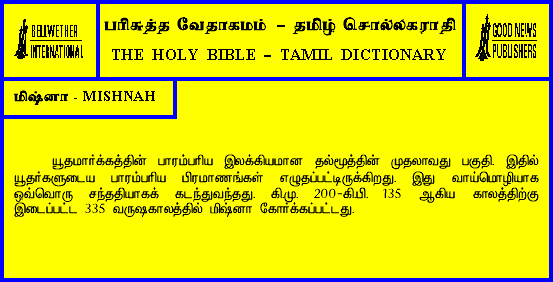 BELLWETHER
INTERNATIONAL
பரிசுத்த வேதாகமம் – தமிழ் சொல்லகராதி
THE HOLY BIBLE – TAMIL DICTIONARY
GOOD NEWS
PUBLISHERS
மிஷ்னா - MISHNAH
யூதமார்க்கத்தின் பாரம்பரிய இலக்கியமான தல்மூத்தின் முதலாவது பகுதி. இதில்
யூதர்களுடைய பாரம்பரிய பிரமாணங்கள் எழுதப்பட்டிருக்கிறது. இது வாய்மொழியாக
ஒவ்வொரு சந்ததியாகக் கடந்துவந்தது. கி.மு. 200-கி.பி. 135 ஆகிய காலத்திற்கு
இடைப்பட்ட 335 வருஷகாலத்தில் மிஷ்னா கோர்க்கப்பட்டது.